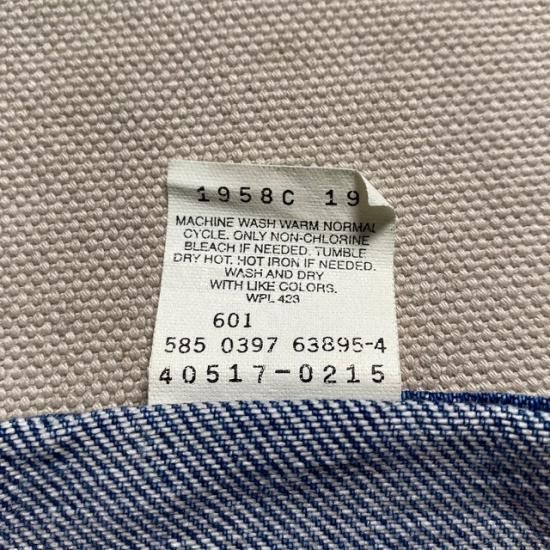 1958C 19
MACHINE WASH WARM NORMAL
CYCLE. ONLY NON-CHLORINE
BLEACH IF NEEDED. TUMBLE
DRY HOT. HOT IRON IF NEEDED.
WASH AND DRY
WITH LIKE COLORS.
WPL 423
601
585 0397 63895-4
40517-0215